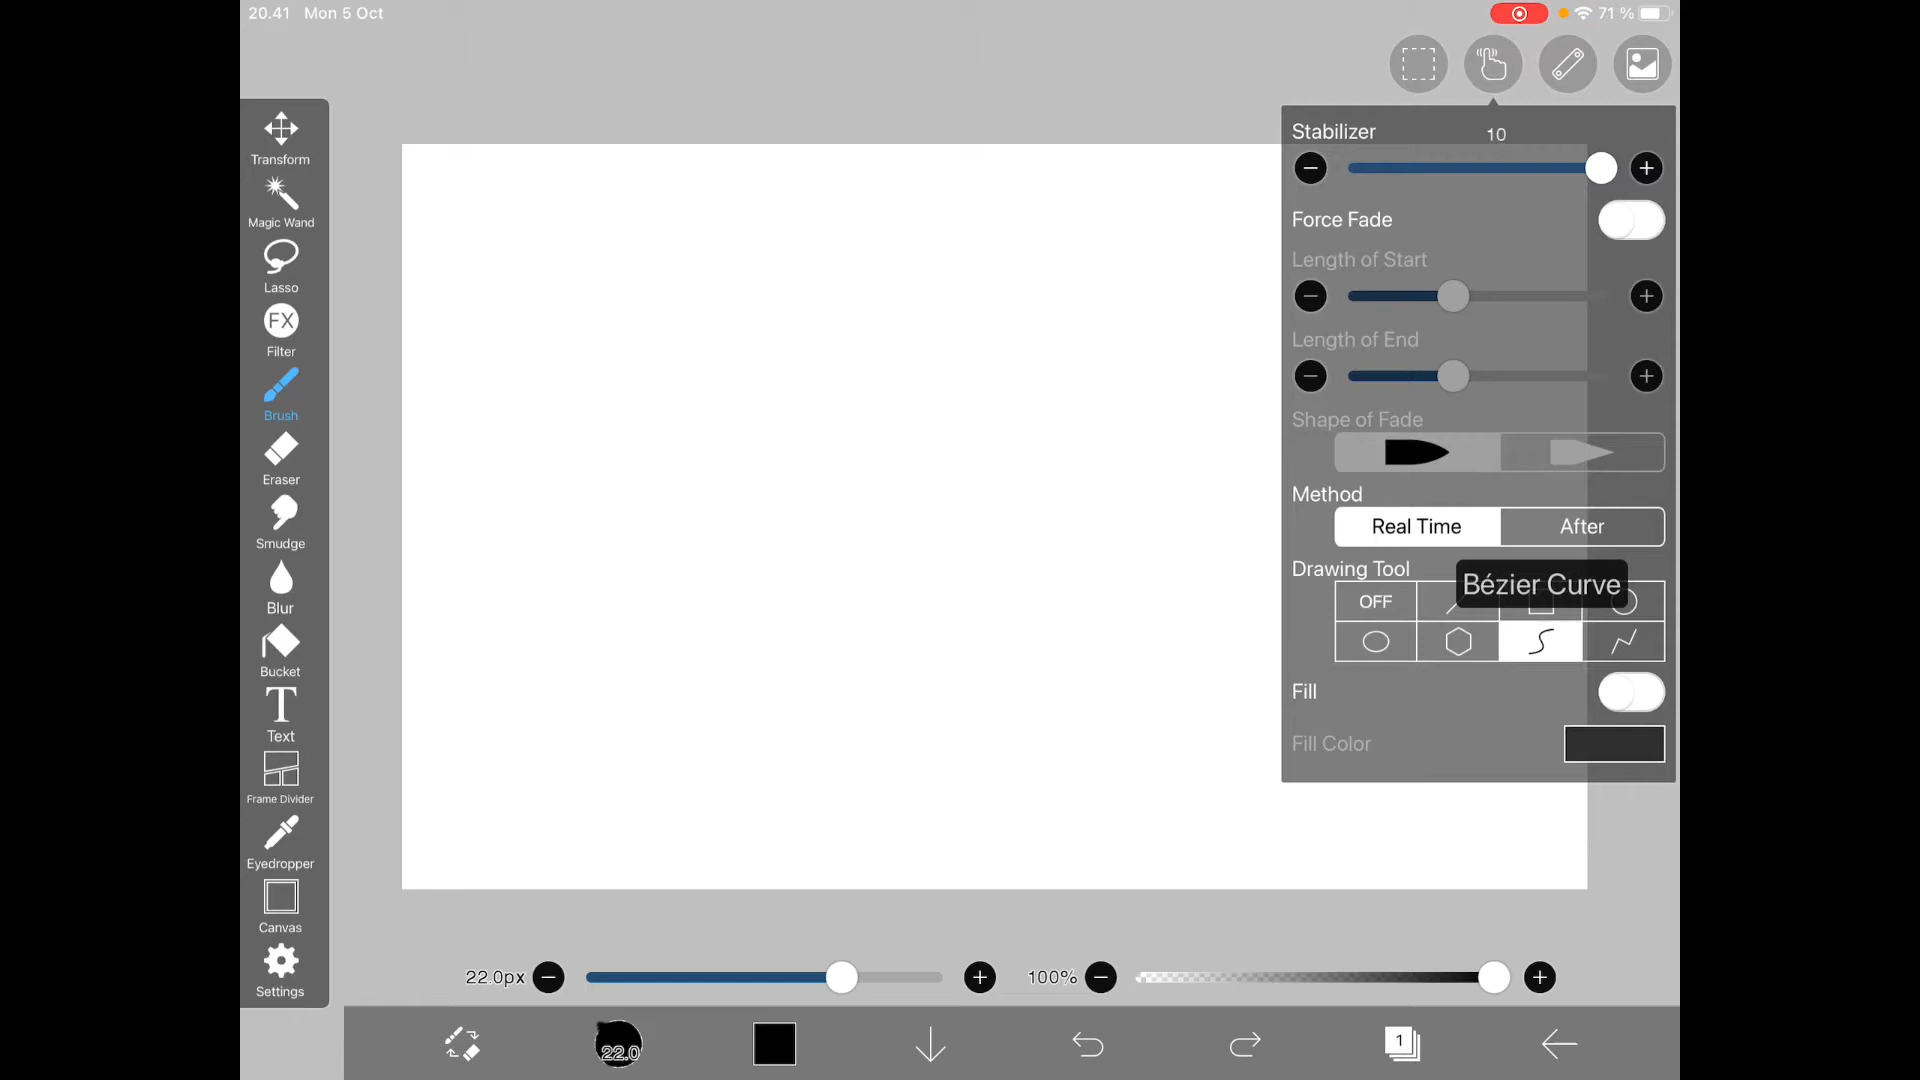 20.41 Mon 5 Oct
71 %
Transform
Magic Wand
Lasso
FX
Filter
Brush
Eraser
Smudge
Blur
Bucket
T
Text
Frame Divider
Eyedropper
Canvas
Settings
Stabilizer
10
Force Fade
Length of Start
Length of End
Shape of Fade
Method
Real Time
After
Drawing Tool
Bézier Curve
OFF
Fill
Fill Color
22.0px
100%
22.0
1